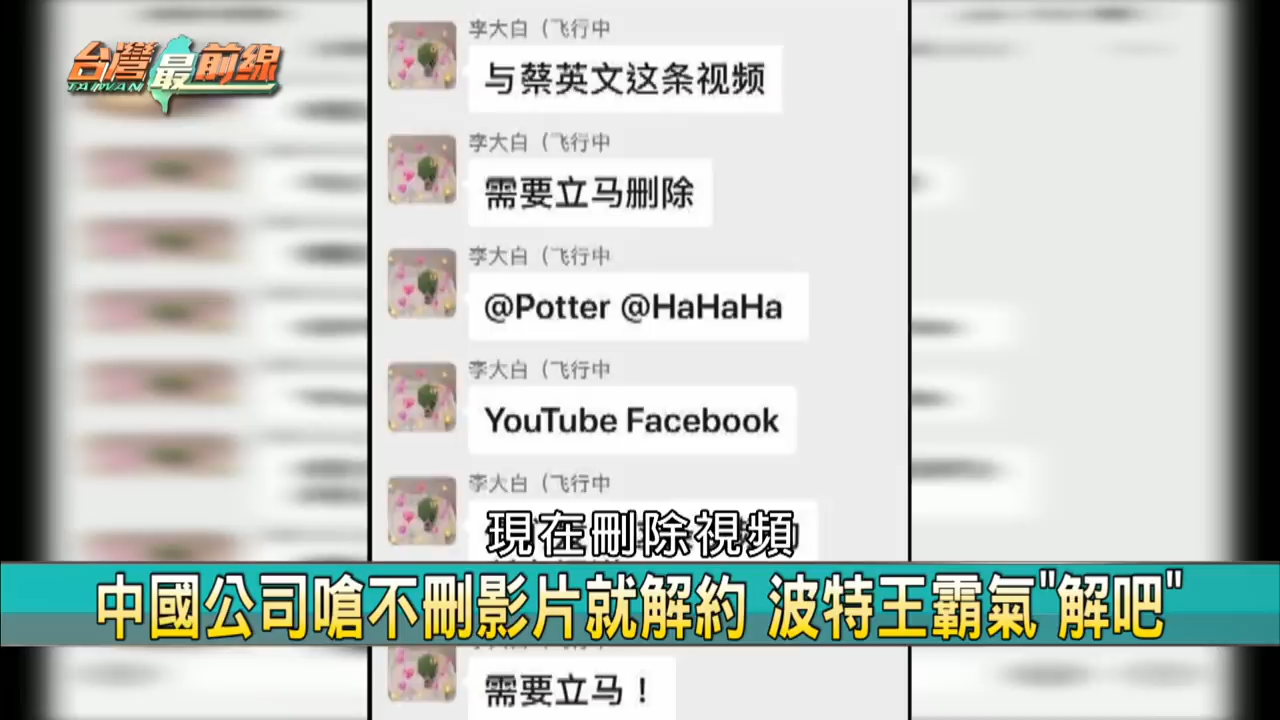 台灣最前線
TAIWAN
李大白（飞行中
与蔡英文这条视频
李大白（飞行中
需要立马删除
李大白（飞行中
@Potter @HaHaHa
李大白（飞行中
YouTube Facebook
李大白（飞行中
現在刪除視頻
中國公司嗆不刪影片就解約 波特王霸氣"解吧"
需要立马！